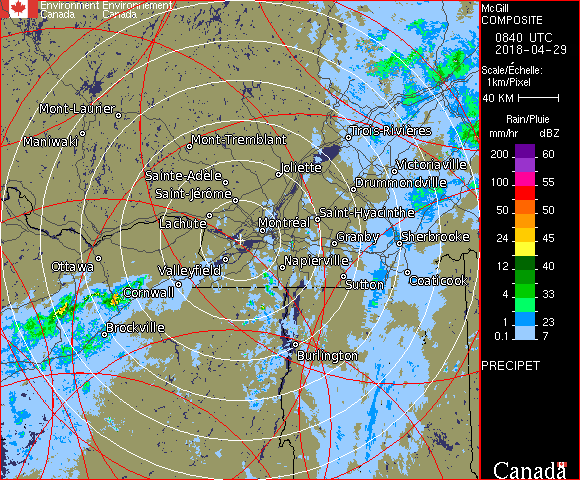 Environment Environnement
Canada Canada
McGill
COMPOSITE
0840 UTC
2018-04-29
Scale/Échelle:
1km/Pixel
40 KM
Rain/Pluie
mm/hr dBZ
200 60
100 55
50 50
24 45
12 40
4 33
1 23
0.1 7
PRECIPET
Canada
Mont-Laurier
Maniwaki
Mont-Tremblant
Trois-Rivières
Joliette
Victoriaville
Sainte-Adèle
Drummondville
Saint-Jérôme
Saint-Hyacinthe
Lachute
Montréal
Granby
Sherbrooke
Ottawa
Valleyfield
Napierville
Sutton
Coaticook
Cornwall
Brockville
Burlington